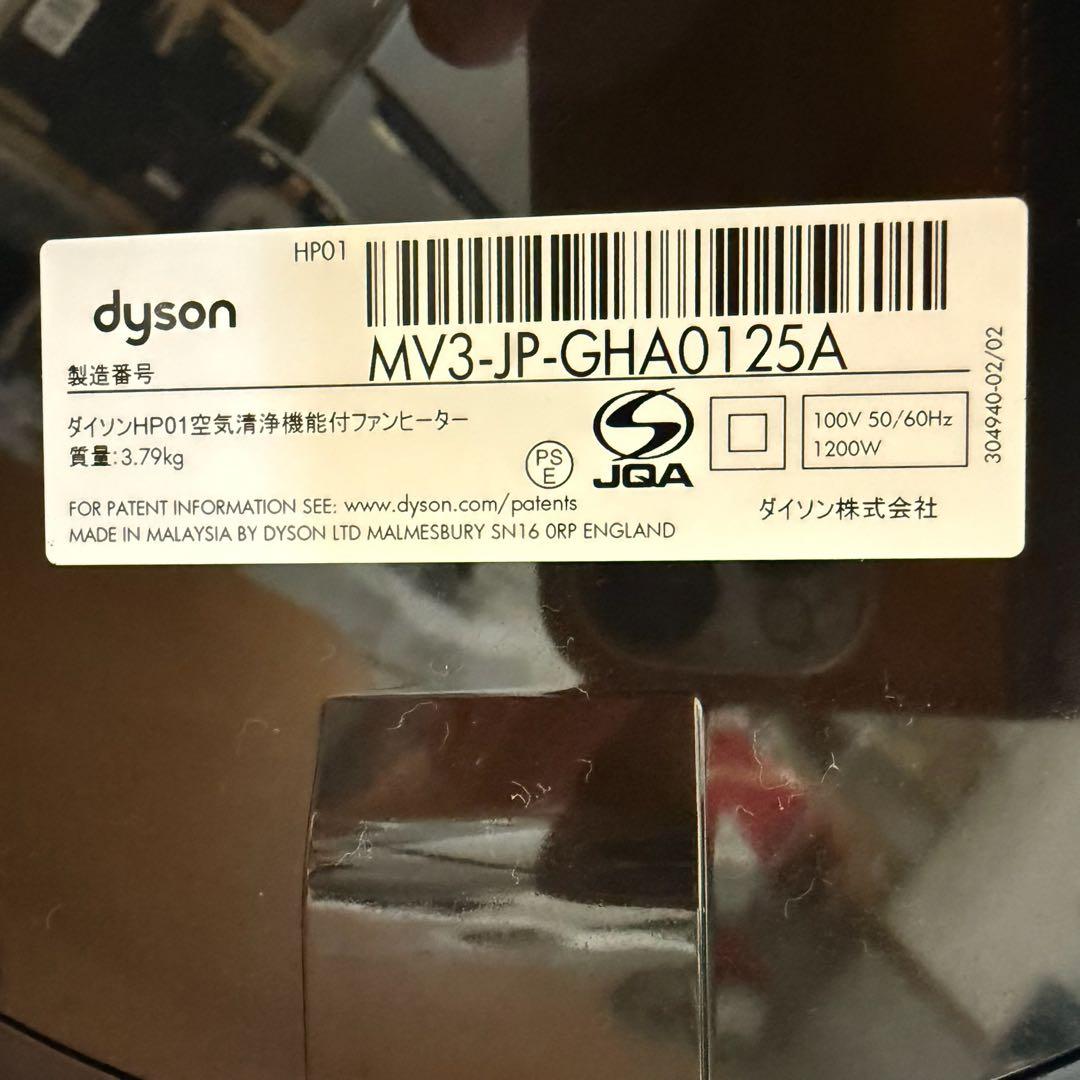 HP01
dyson
製造番号 MV3-JP-GHA0125A
ダイソンHP01空気清浄機能付ファンヒーター
質量:3.79kg
PS
E
JQA
100V 50/60Hz
1200W
304940-02/02
FOR PATENT INFORMATION SEE: www.dyson.com/patents
ダイソン株式会社
MADE IN MALAYSIA BY DYSON LTD MALMESBURY SN16 0RP ENGLAND